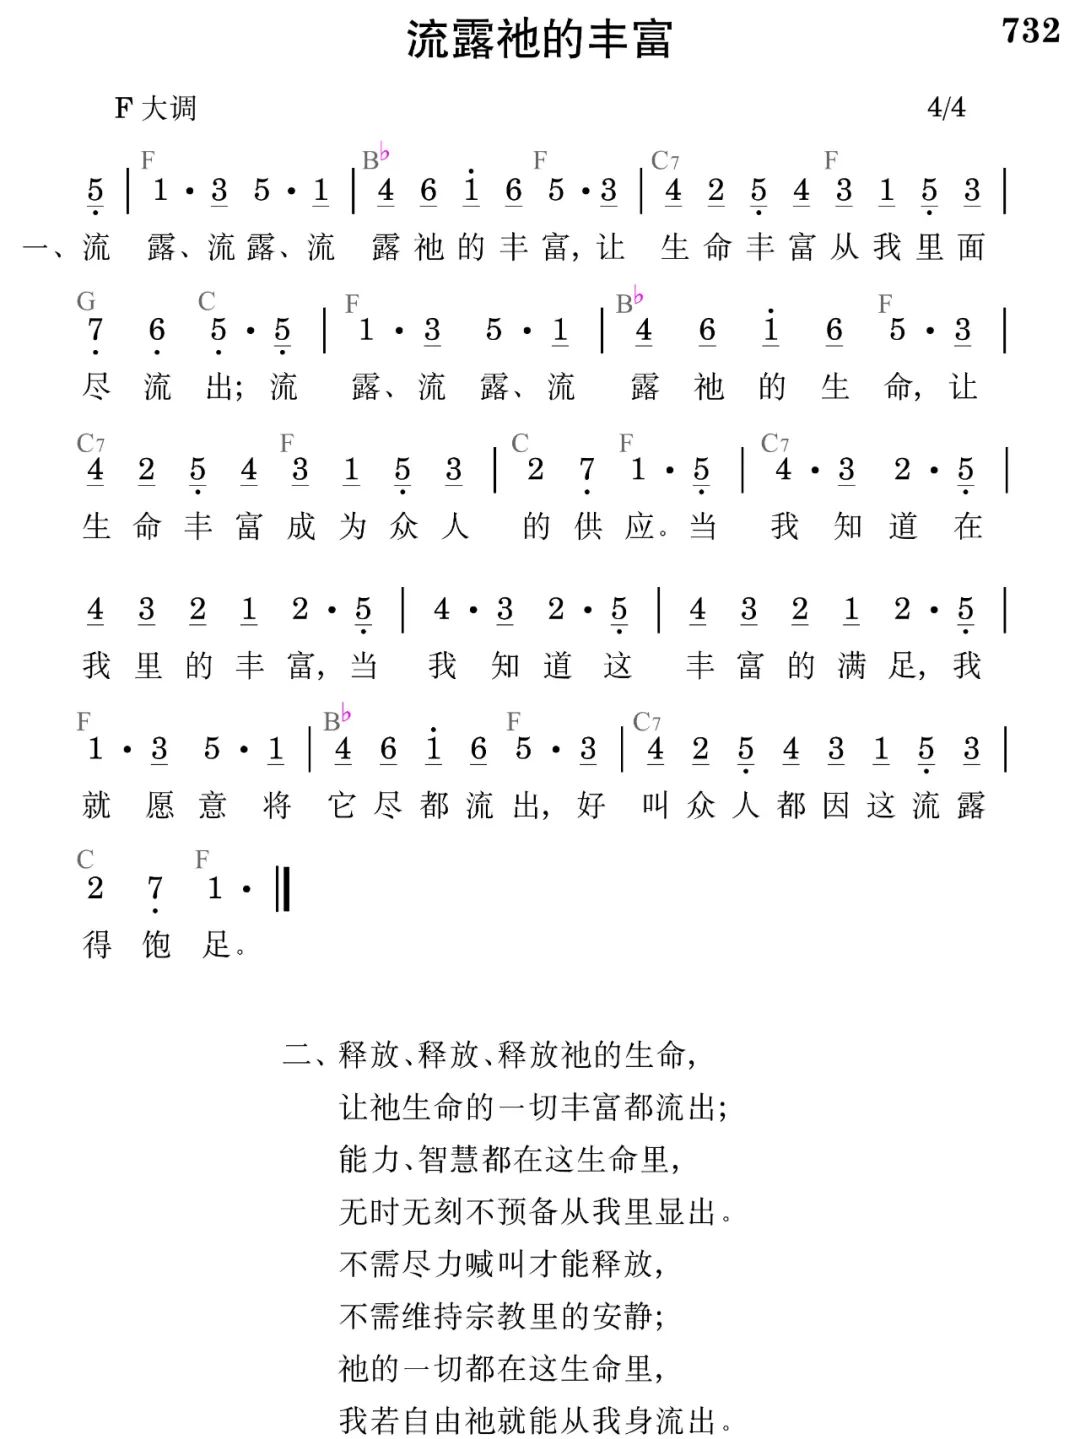 流露祂的丰富
732
F 大调
4/4
F B♭ F C7 F
5 | 1 · 3 5 · 1 | 4 6 1 6 5 · 3 | 4 2 5 4 3 1 5 3 |
一、流 露、流 露、流 露 祂 的 丰 富, 让 生 命 丰 富 从 我 里 面
G C F B♭ F
7 6 5 · 5 | 1 · 3 5 · 1 | 4 6 1 6 5 · 3 |
尽 流 出; 流 露、流 露、流 露 祂 的 生 命, 让
C7 F C F C7
4 2 5 4 3 1 5 3 | 2 7 1 · 5 | 4 · 3 2 · 5 |
生 命 丰 富 成 为 众 人 的 供 应。当 我 知 道 在
4 3 2 1 2 · 5 | 4 · 3 2 · 5 | 4 3 2 1 2 · 5 |
我 里 的 丰 富, 当 我 知 道 这 丰 富 的 满 足, 我
F B♭ F C7
1 · 3 5 · 1 | 4 6 1 6 5 · 3 | 4 2 5 4 3 1 5 3 |
就 愿 意 将 它 尽 都 流 出, 好 叫 众 人 都 因 这 流 露
C F
2 7 1 · ‖
得 饱 足。
二、释放、释放、释放祂的生命,
让祂生命的一切丰富都流出;
能力、智慧都在这生命里,
无时无刻不预备从我里显出。
不需尽力喊叫才能释放,
不需维持宗教里的安静;
祂的一切都在这生命里,
我若自由祂就能从我身流出。